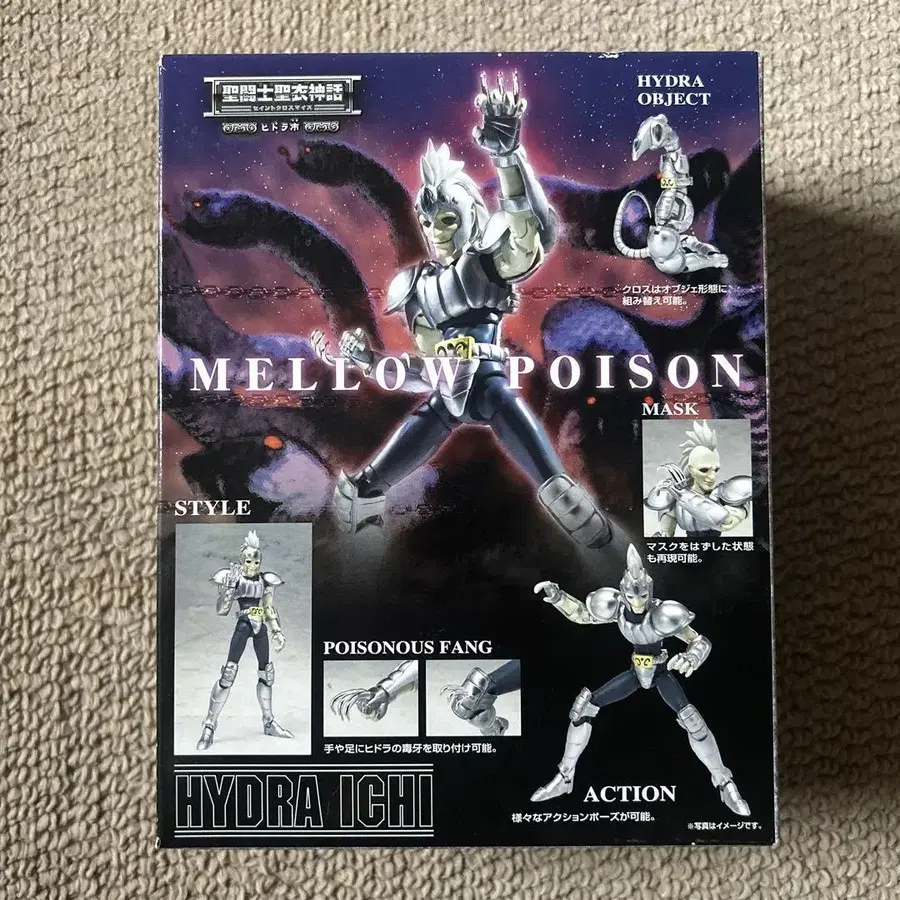 聖闘士聖衣神話
セイントクロスマイス
ヒドラ市
HYDRA
OBJECT
クロスはオブジェ形態に
組み替え可能。
MELLOW POISON
MASK
マスクをはずした状態
も再現可能。
STYLE
POISONOUS FANG
手や足にヒドラの毒牙を取り付け可能。
HYDRA ICHI
ACTION
様々なアクションポーズが可能。
※写真はイメージです。